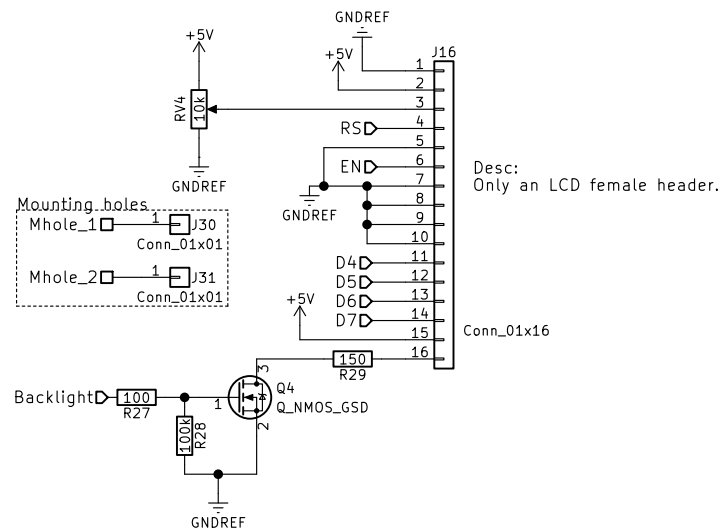 GNDREF
+5V
J16
+5V
1
2
RV4
10k
3
RS
4
5
EN
6
Desc:
7
Only an LCD female header.
GNDREF
8
GNDREF
9
Mounting holes
10
Mhole_1
1
J30
Conn_01x01
D4
11
Mhole_2
1
J31
D5
12
Conn_01x01
D6
13
+5V
D7
14
15
Conn_01x16
16
150
R29
3
Q4
Backlight
100
1
Q_NMOS_GSD
R27
100k
R28
2
GNDREF